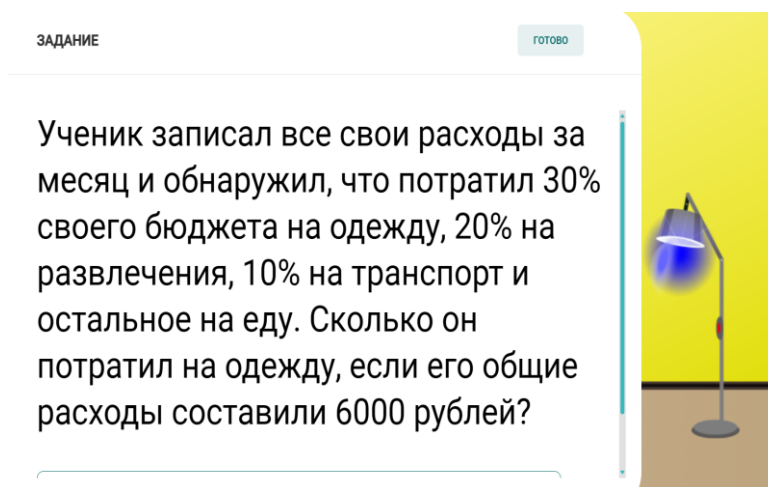 ЗАДАНИЕ
ГОТОВО
Ученик записал все свои расходы за
месяц и обнаружил, что потратил 30%
своего бюджета на одежду, 20% на
развлечения, 10% на транспорт и
остальное на еду. Сколько он
потратил на одежду, если его общие
расходы составили 6000 рублей?